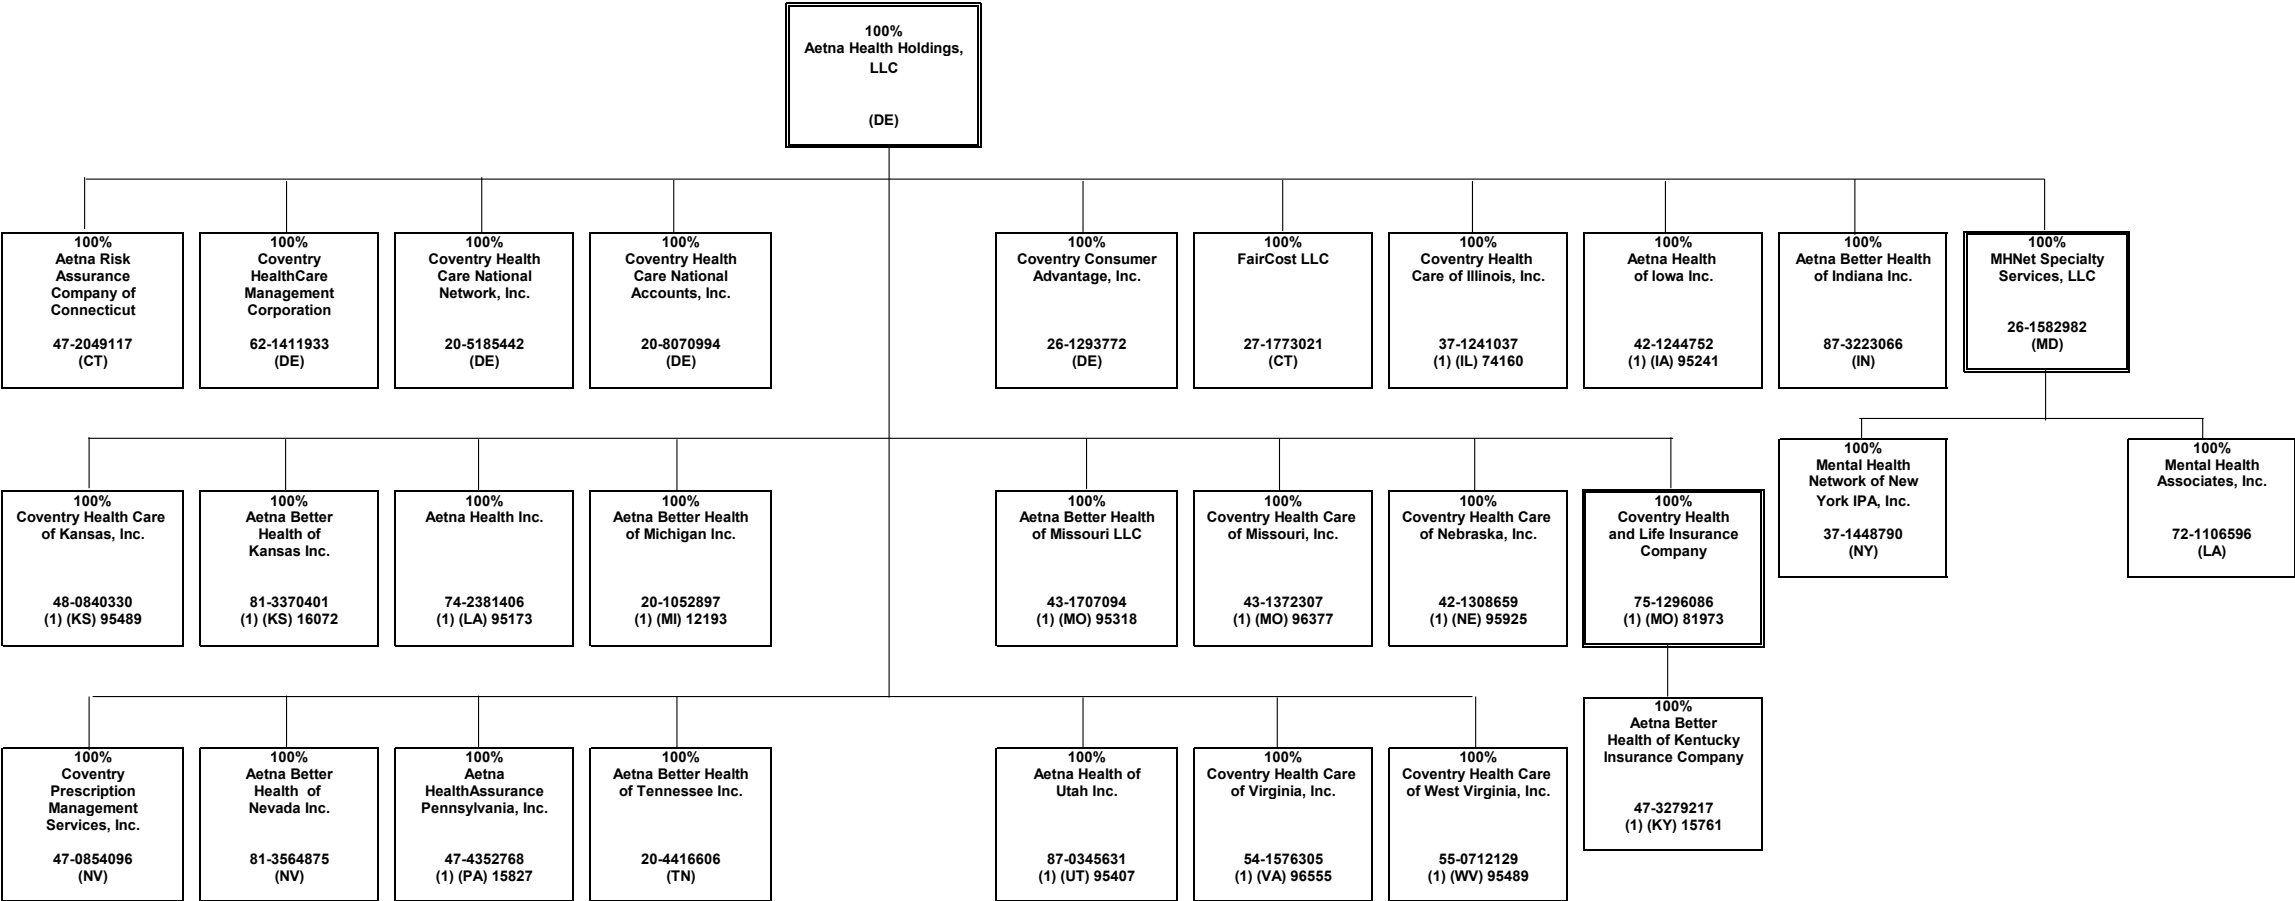 100%
Aetna Health Holdings,
LLC
(DE)
100%
Aetna Risk
Assurance
Company of
Connecticut
47-2049117
(CT)
100%
Coventry
HealthCare
Management
Corporation
62-1411933
(DE)
100%
Coventry Health
Care National
Network, Inc.
20-5185442
(DE)
100%
Coventry Health
Care National
Accounts, Inc.
20-8070994
(DE)
100%
Coventry Consumer
Advantage, Inc.
26-1293772
(DE)
100%
FairCost LLC
27-1773021
(CT)
100%
Coventry Health
Care of Illinois, Inc.
37-1241037
(1) (IL) 74160
100%
Aetna Health
of Iowa Inc.
42-1244752
(1) (IA) 95241
100%
Aetna Better Health
of Indiana Inc.
87-3223066
(IN)
100%
MHNet Specialty
Services, LLC
26-1582982
(MD)
100%
Mental Health
Network of New
York IPA, Inc.
37-1448790
(NY)
100%
Mental Health
Associates, Inc.
72-1106596
(LA)
100%
Coventry Health Care
of Kansas, Inc.
48-0840330
(1) (KS) 95489
100%
Aetna Better
Health of
Kansas Inc.
81-3370401
(1) (KS) 16072
100%
Aetna Health Inc.
74-2381406
(1) (LA) 95173
100%
Aetna Better Health
of Michigan Inc.
20-1052897
(1) (MI) 12193
100%
Aetna Better Health
of Missouri LLC
43-1707094
(1) (MO) 95318
100%
Coventry Health Care
of Missouri, Inc.
43-1372307
(1) (MO) 96377
100%
Coventry Health Care
of Nebraska, Inc.
42-1308659
(1) (NE) 95925
100%
Coventry Health
and Life Insurance
Company
75-1296086
(1) (MO) 81973
100%
Aetna Better
Health of Kentucky
Insurance Company
47-3279217
(1) (KY) 15761
100%
Coventry
Prescription
Management
Services, Inc.
47-0854096
(NV)
100%
Aetna Better
Health of
Nevada Inc.
81-3564875
(NV)
100%
Aetna
HealthAssurance
Pennsylvania, Inc.
47-4352768
(1) (PA) 15827
100%
Aetna Better Health
of Tennessee Inc.
20-4416606
(TN)
100%
Aetna Health of
Utah Inc.
87-0345631
(1) (UT) 95407
100%
Coventry Health Care
of Virginia, Inc.
54-1576305
(1) (VA) 96555
100%
Coventry Health Care
of West Virginia, Inc.
55-0712129
(1) (WV) 95489